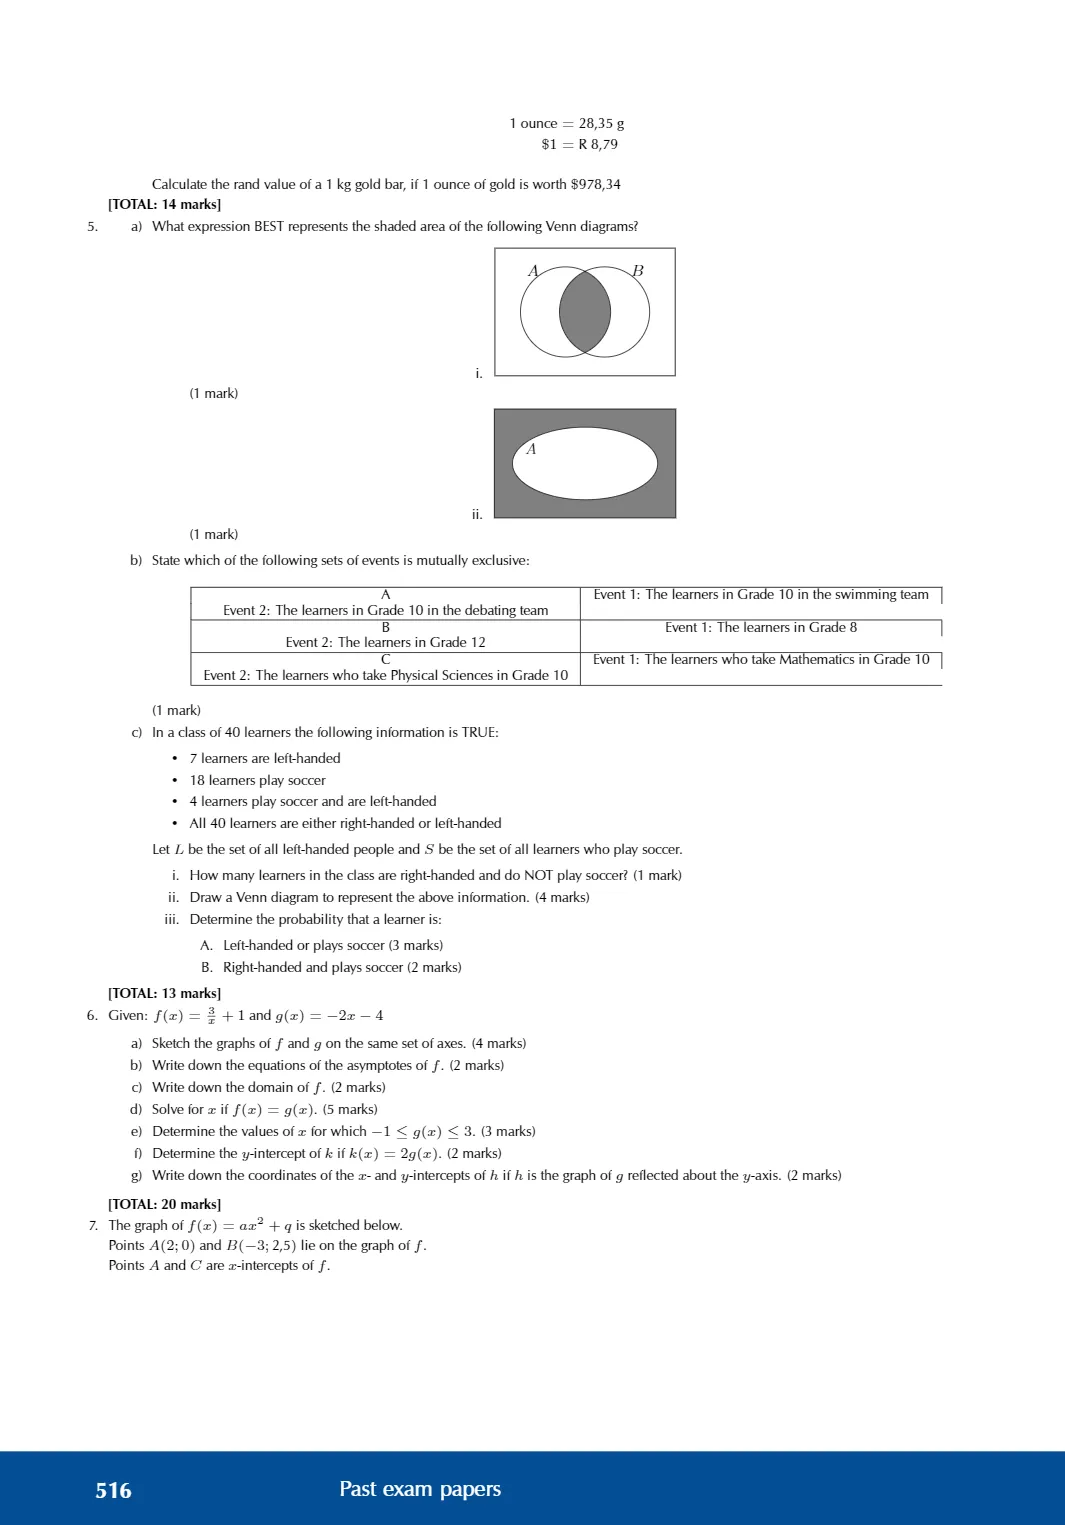 1 ounce = 28,35 g
$1 = R 8,79
Calculate the rand value of a 1 kg gold bar, if 1 ounce of gold is worth $978,34
[TOTAL: 14 marks]
5. a) What expression BEST represents the shaded area of the following Venn diagrams?
A B
i.
(1 mark)
A
ii.
(1 mark)
b) State which of the following sets of events is mutually exclusive:
A Event 1: The learners in Grade 10 in the swimming team
Event 2: The learners in Grade 10 in the debating team
B Event 1: The learners in Grade 8
Event 2: The learners in Grade 12
C Event 1: The learners who take Mathematics in Grade 10
Event 2: The learners who take Physical Sciences in Grade 10
(1 mark)
c) In a class of 40 learners the following information is TRUE:
• 7 learners are left-handed
• 18 learners play soccer
• 4 learners play soccer and are left-handed
• All 40 learners are either right-handed or left-handed
Let L be the set of all left-handed people and S be the set of all learners who play soccer.
i. How many learners in the class are right-handed and do NOT play soccer? (1 mark)
ii. Draw a Venn diagram to represent the above information. (4 marks)
iii. Determine the probability that a learner is:
A. Left-handed or plays soccer (3 marks)
B. Right-handed and plays soccer (2 marks)
[TOTAL: 13 marks]
6. Given: f(x) = 3/x + 1 and g(x) = −2x − 4
a) Sketch the graphs of f and g on the same set of axes. (4 marks)
b) Write down the equations of the asymptotes of f. (2 marks)
c) Write down the domain of f. (2 marks)
d) Solve for x if f(x) = g(x). (5 marks)
e) Determine the values of x for which −1 ≤ g(x) ≤ 3. (3 marks)
f) Determine the y-intercept of k if k(x) = 2g(x). (2 marks)
g) Write down the coordinates of the x- and y-intercepts of h if h is the graph of g reflected about the y-axis. (2 marks)
[TOTAL: 20 marks]
7. The graph of f(x) = ax² + q is sketched below.
Points A(2; 0) and B(−3; 2,5) lie on the graph of f.
Points A and C are x-intercepts of f.
516 Past exam papers